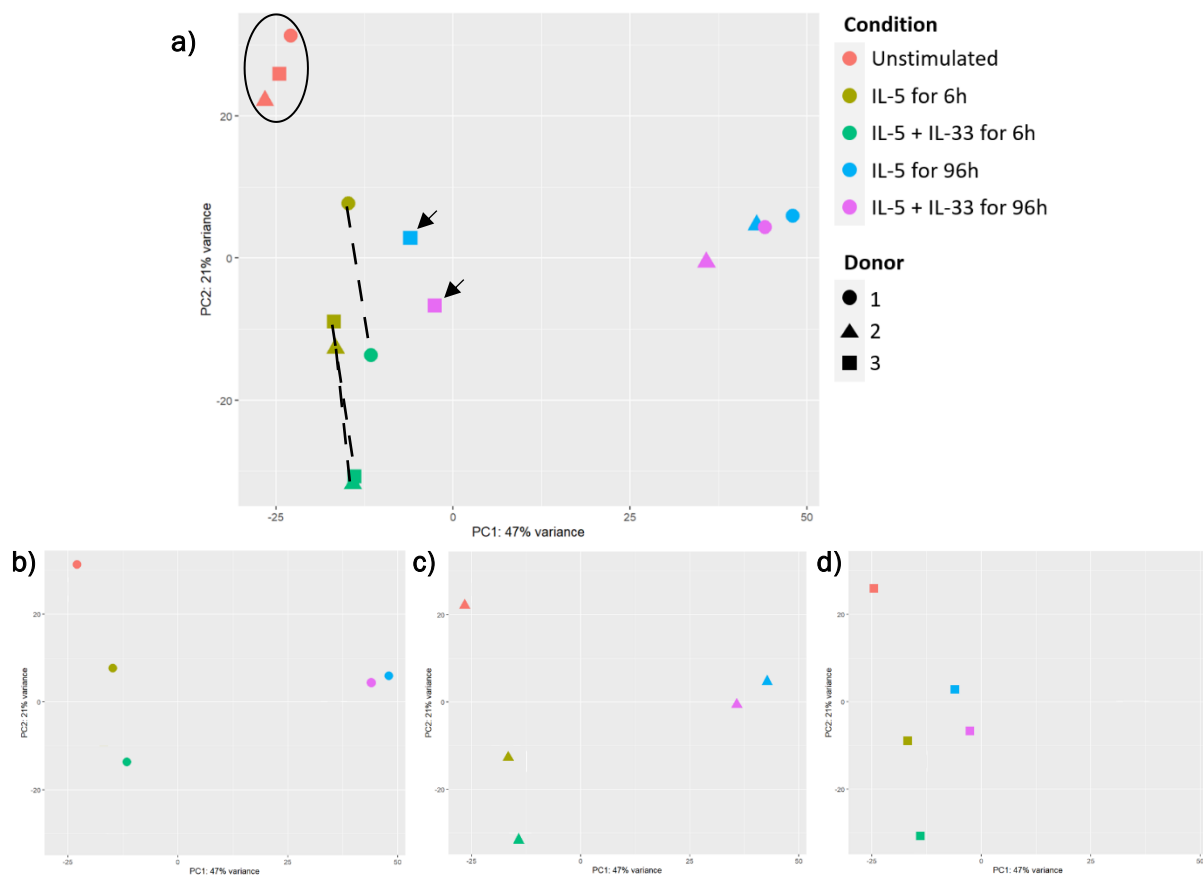 a)
Condition
Unstimulated
IL-5 for 6h
IL-5 + IL-33 for 6h
IL-5 for 96h
IL-5 + IL-33 for 96h
Donor
1
2
3
20
0
-20
PC2: 21% variance
-25
0
25
50
PC1: 47% variance
b)
20
0
-20
PC2: 21% variance
-25
0
25
50
PC1: 47% variance
c)
20
0
-20
PC2: 21% variance
-25
0
25
50
PC1: 47% variance
d)
20
0
-20
PC2: 21% variance
-25
0
25
50
PC1: 47% variance